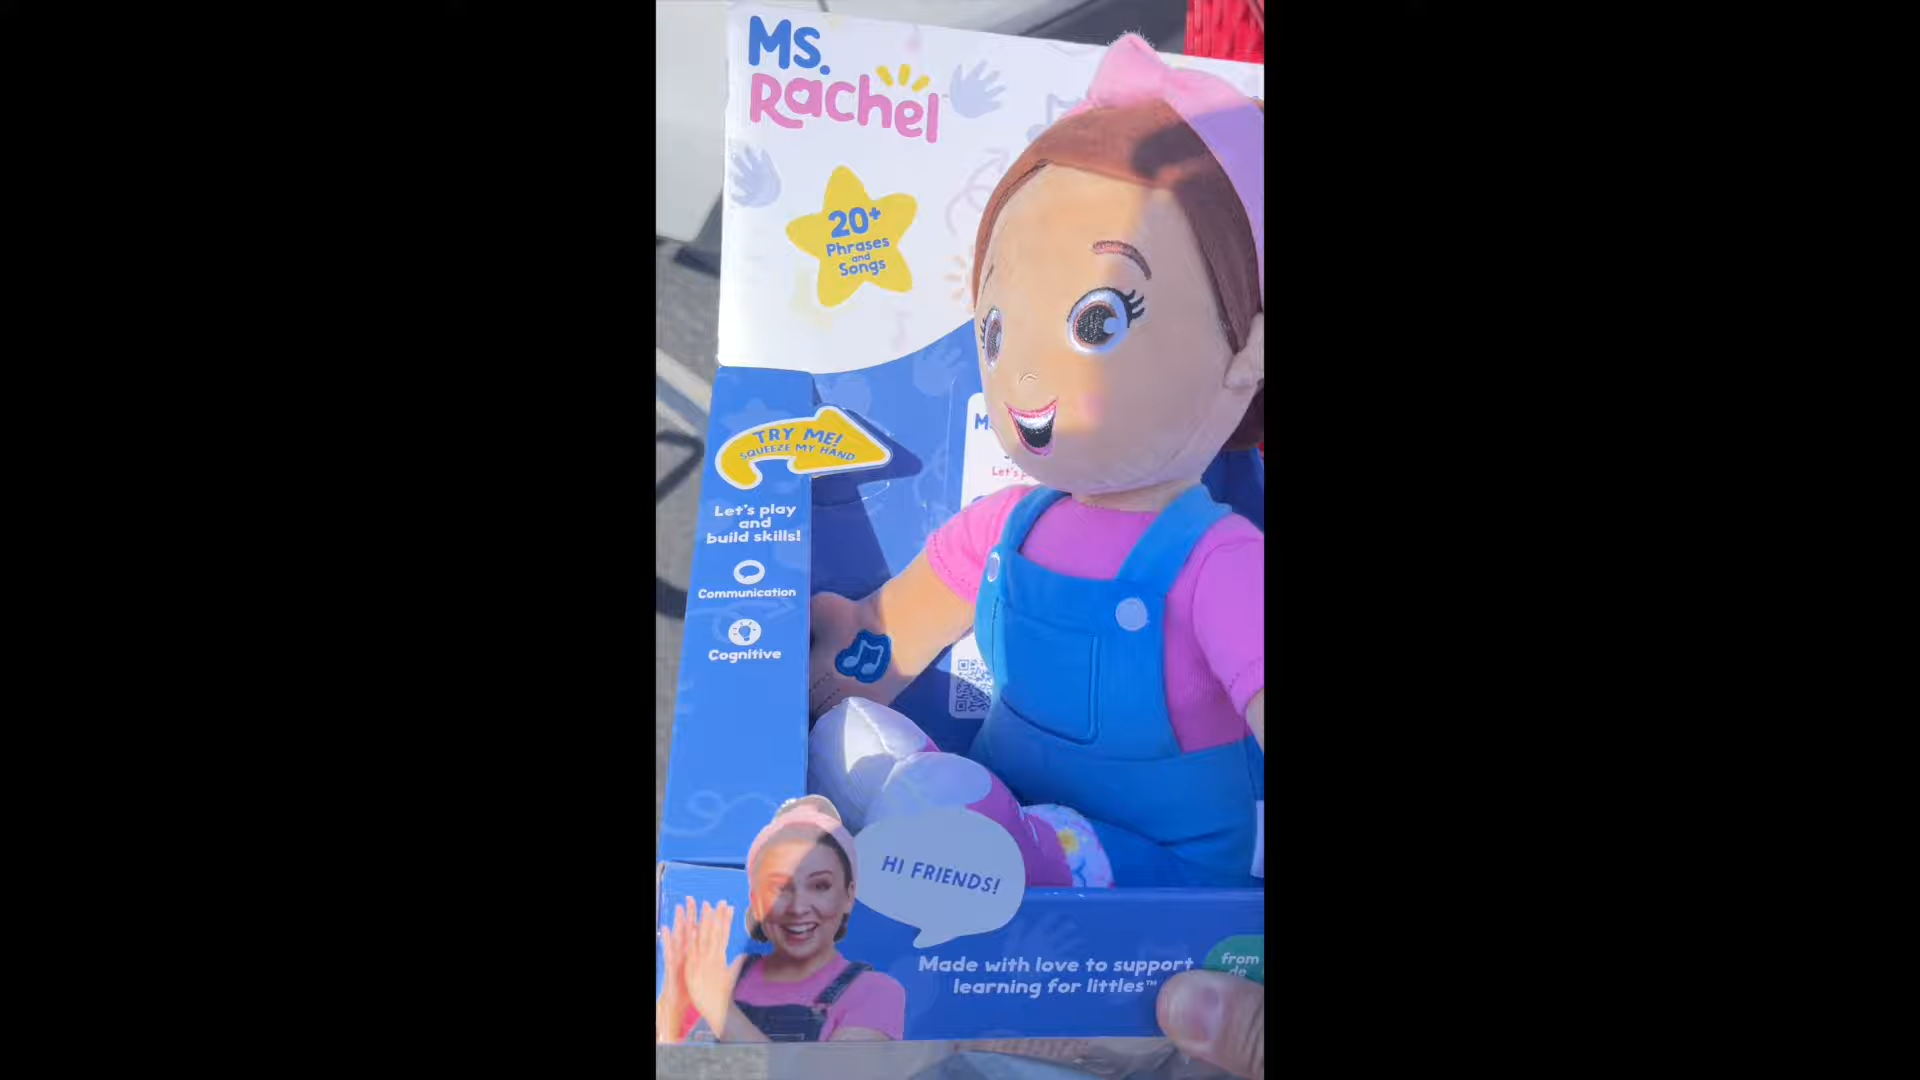 Ms.
Rachel
20+
Phrases
and
Songs
TRY ME!
SQUEEZE MY HAND
Let's play
and
build skills!
Communication
Cognitive
Let's
HI FRIENDS!
Made with love to support
learning for littles™
from